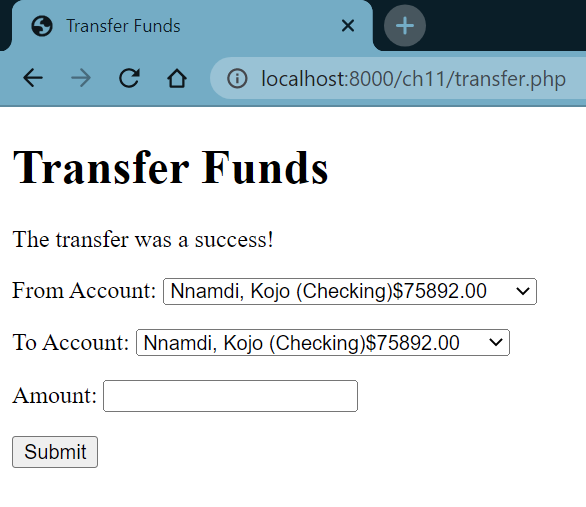 Transfer Funds
localhost:8000/ch11/transfer.php
Transfer Funds
The transfer was a success!
From Account: Nnamdi, Kojo (Checking)$75892.00
To Account: Nnamdi, Kojo (Checking)$75892.00
Amount:
Submit